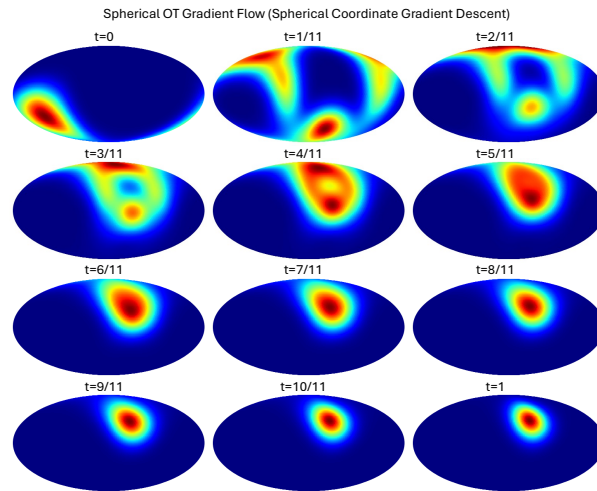 Spherical OT Gradient Flow (Spherical Coordinate Gradient Descent)
t=0 t=1/11 t=2/11
t=3/11 t=4/11 t=5/11
t=6/11 t=7/11 t=8/11
t=9/11 t=10/11 t=1